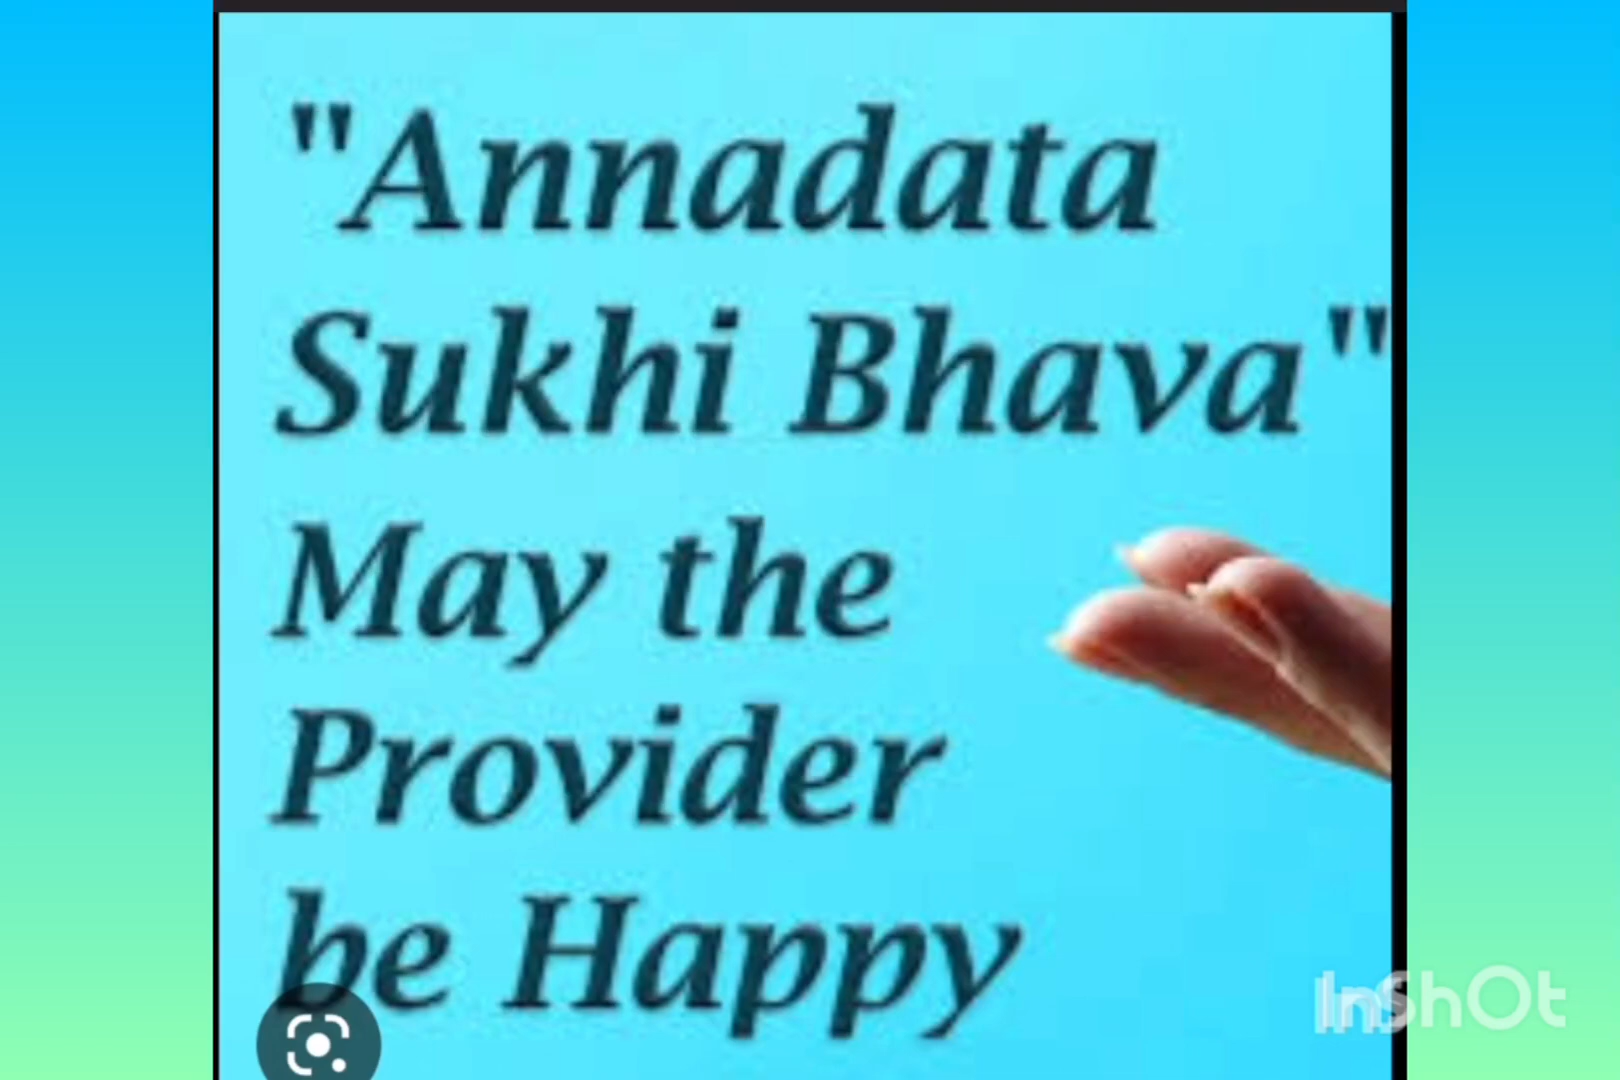 "Annadata
Sukhi Bhava"
May the
Provider
be Happy
InShOt